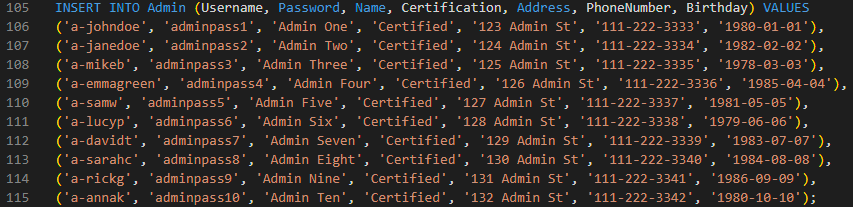 105 INSERT INTO Admin (Username, Password, Name, Certification, Address, PhoneNumber, Birthday) VALUES
106 ('a-johndoe', 'adminpass1', 'Admin One', 'Certified', '123 Admin St', '111-222-3333', '1980-01-01'),
107 ('a-janedoe', 'adminpass2', 'Admin Two', 'Certified', '124 Admin St', '111-222-3334', '1982-02-02'),
108 ('a-mikeb', 'adminpass3', 'Admin Three', 'Certified', '125 Admin St', '111-222-3335', '1978-03-03'),
109 ('a-emmagreen', 'adminpass4', 'Admin Four', 'Certified', '126 Admin St', '111-222-3336', '1985-04-04'),
110 ('a-samw', 'adminpass5', 'Admin Five', 'Certified', '127 Admin St', '111-222-3337', '1981-05-05'),
111 ('a-lucyp', 'adminpass6', 'Admin Six', 'Certified', '128 Admin St', '111-222-3338', '1979-06-06'),
112 ('a-davidt', 'adminpass7', 'Admin Seven', 'Certified', '129 Admin St', '111-222-3339', '1983-07-07'),
113 ('a-sarahc', 'adminpass8', 'Admin Eight', 'Certified', '130 Admin St', '111-222-3340', '1984-08-08'),
114 ('a-rickg', 'adminpass9', 'Admin Nine', 'Certified', '131 Admin St', '111-222-3341', '1986-09-09'),
115 ('a-annak', 'adminpass10', 'Admin Ten', 'Certified', '132 Admin St', '111-222-3342', '1980-10-10');